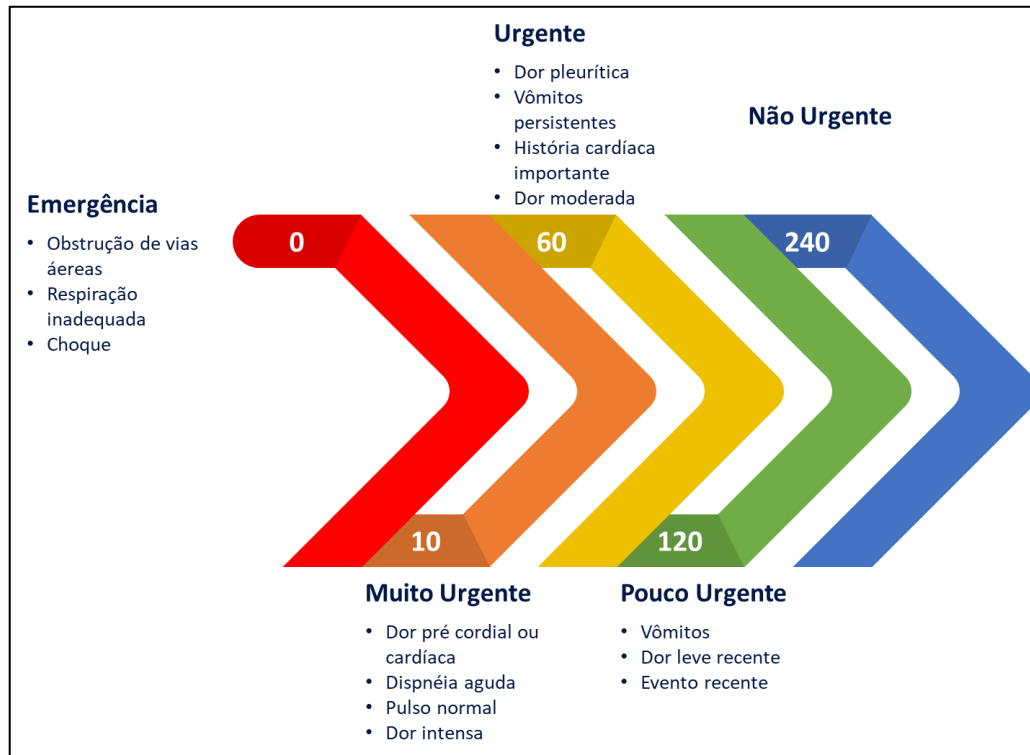 Emergência
• Obstrução de vias
áereas
• Respiração
inadequada
• Choque
0
10
Muito Urgente
• Dor pré cordial ou
cardíaca
• Dispnéia aguda
• Pulso normal
• Dor intensa
Urgente
• Dor pleurítica
• Vômitos
persistentes
• História cardíaca
importante
• Dor moderada
60
120
Pouco Urgente
• Vômitos
• Dor leve recente
• Evento recente
Não Urgente
240